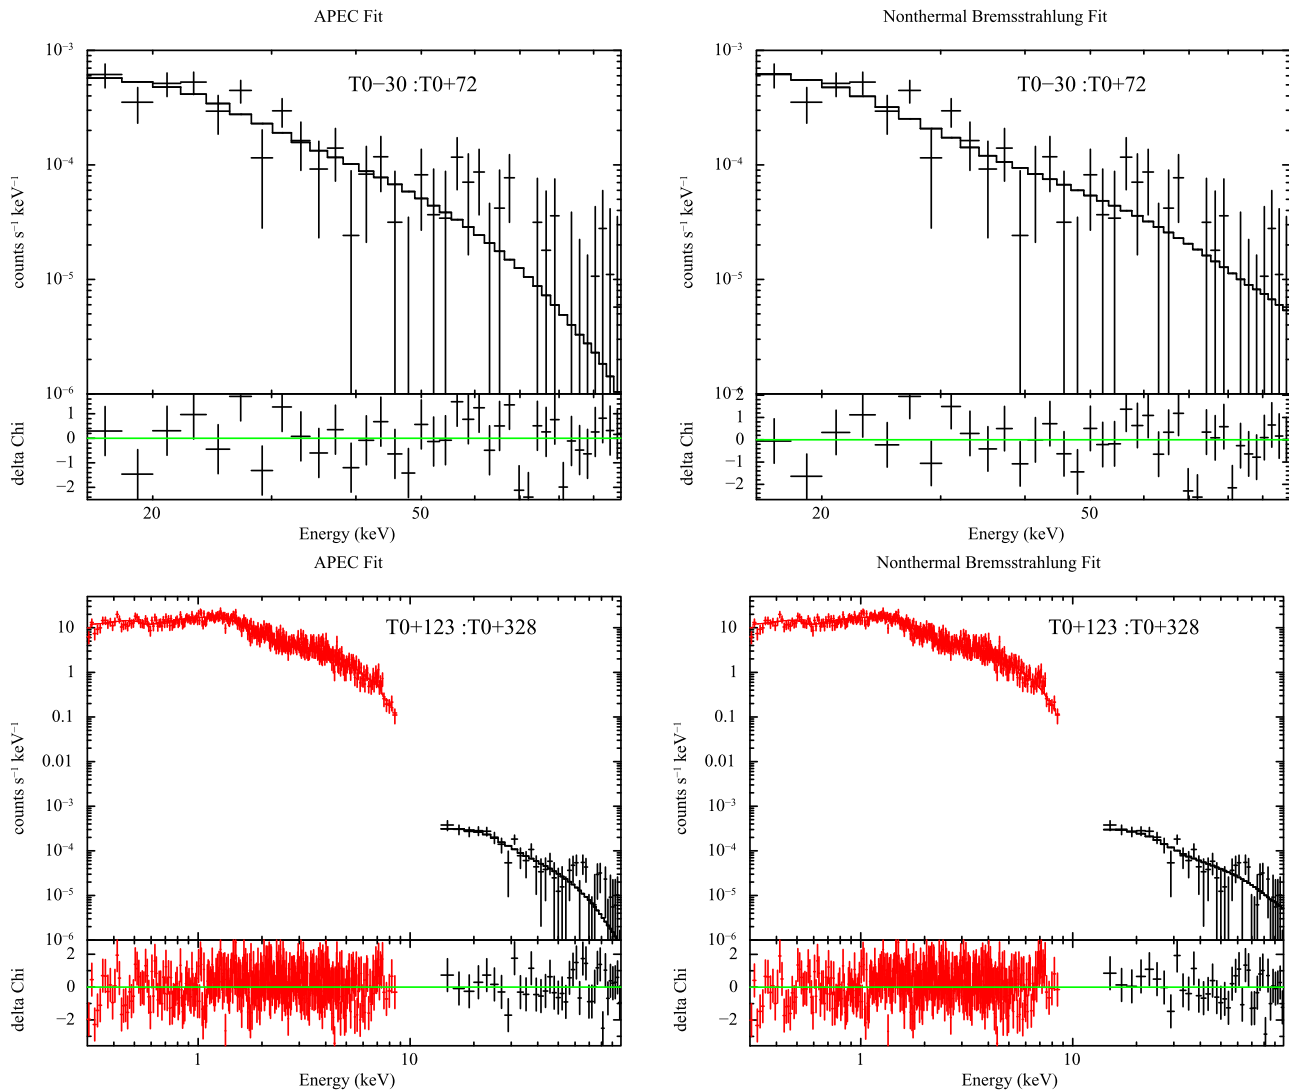 APEC Fit
Nonthermal Bremsstrahlung Fit
T0−30 :T0+72
T0−30 :T0+72
counts s⁻¹ keV⁻¹
10⁻³
10⁻⁴
10⁻⁵
10⁻⁶
delta Chi
1
0
−1
−2
20
50
Energy (keV)
counts s⁻¹ keV⁻¹
10⁻³
10⁻⁴
10⁻⁵
10⁻⁶
delta Chi
2
1
0
−1
−2
20
50
Energy (keV)
APEC Fit
Nonthermal Bremsstrahlung Fit
T0+123 :T0+328
T0+123 :T0+328
counts s⁻¹ keV⁻¹
10
1
0.1
0.01
10⁻³
10⁻⁴
10⁻⁵
10⁻⁶
delta Chi
2
0
−2
1
10
Energy (keV)
counts s⁻¹ keV⁻¹
10
1
0.1
0.01
10⁻³
10⁻⁴
10⁻⁵
10⁻⁶
delta Chi
2
0
−2
1
10
Energy (keV)